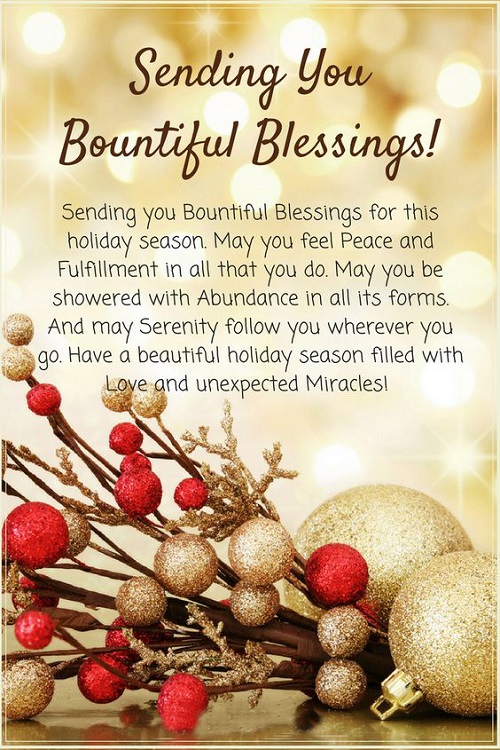 Sending You
Bountiful Blessings!
Sending you Bountiful Blessings for this
holiday season. May you feel Peace and
Fulfillment in all that you do. May you be
showered with Abundance in all its forms.
And may Serenity follow you wherever you
go. Have a beautiful holiday season filled with
Love and unexpected Miracles!